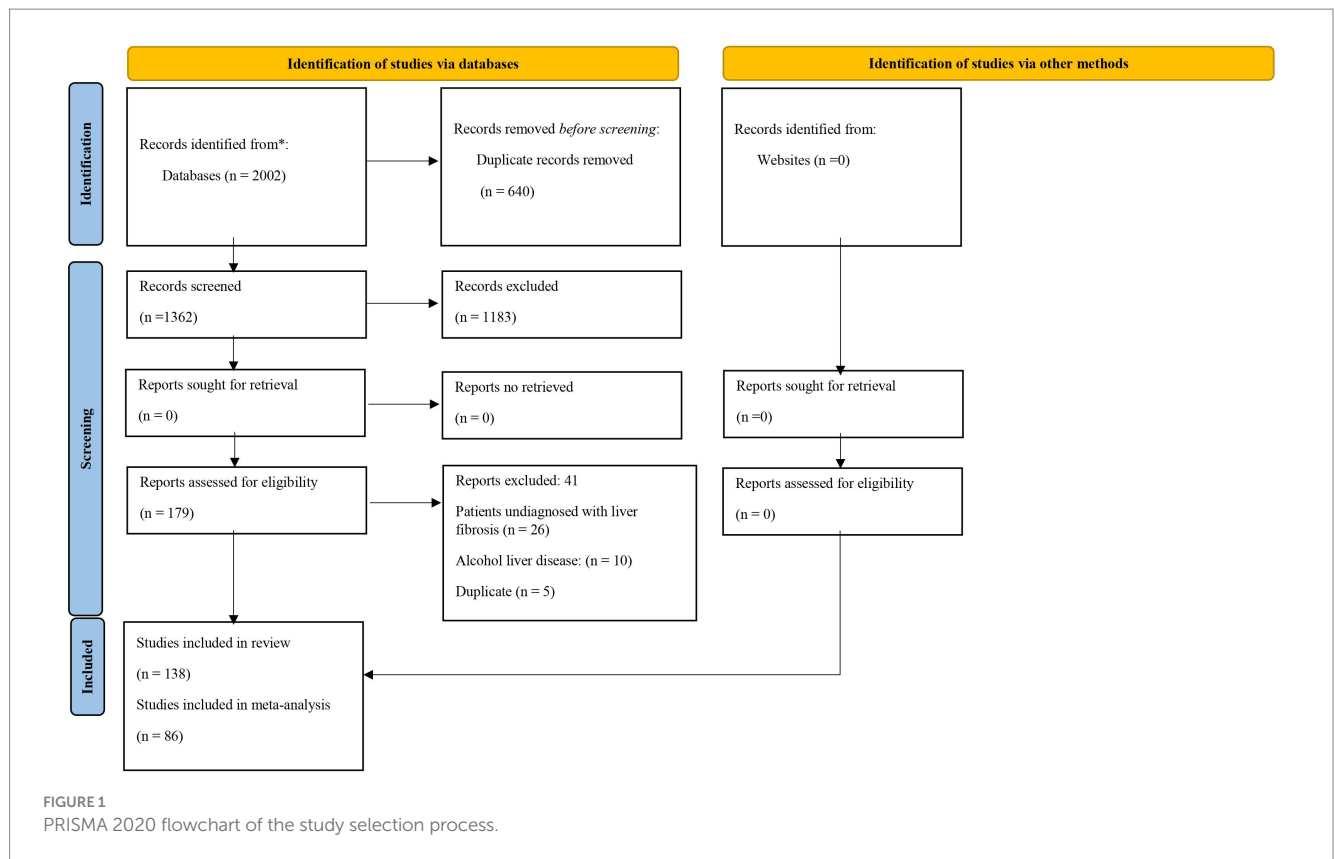 Identification of studies via databases
Identification of studies via other methods
Identification
Records identified from*:
Databases (n = 2002)
Records removed before screening:
Duplicate records removed
(n = 640)
Records identified from:
Websites (n =0)
Screening
Records screened
(n =1362)
Records excluded
(n = 1183)
Reports sought for retrieval
(n = 0)
Reports no retrieved
(n = 0)
Reports sought for retrieval
(n =0)
Reports assessed for eligibility
(n = 179)
Reports excluded: 41
Patients undiagnosed with liver
fibrosis (n = 26)
Alcohol liver disease: (n = 10)
Duplicate (n = 5)
Reports assessed for eligibility
(n = 0)
Included
Studies included in review
(n = 138)
Studies included in meta-analysis
(n = 86)
FIGURE 1
PRISMA 2020 flowchart of the study selection process.